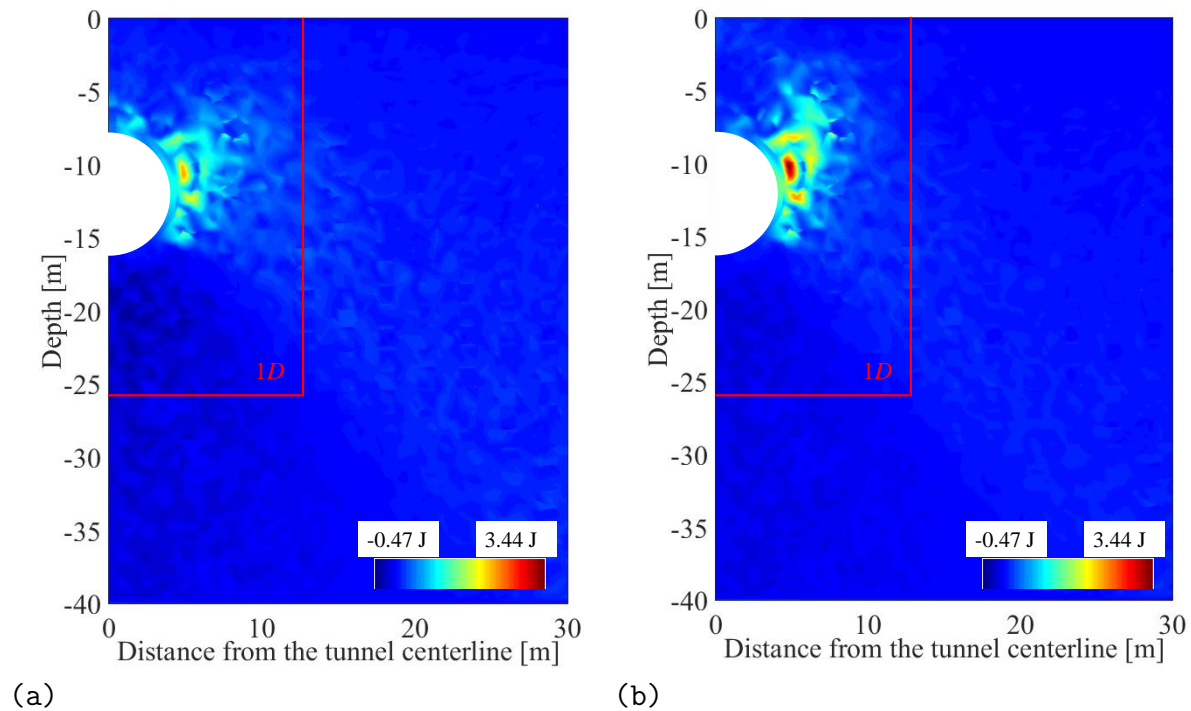 0
-5
-10
-15
-20
-25
-30
-35
-40
Depth [m]
1D
-0.47 J
3.44 J
0
10
20
30
Distance from the tunnel centerline [m]
(a)
0
-5
-10
-15
-20
-25
-30
-35
-40
Depth [m]
1D
-0.47 J
3.44 J
0
10
20
30
Distance from the tunnel centerline [m]
(b)